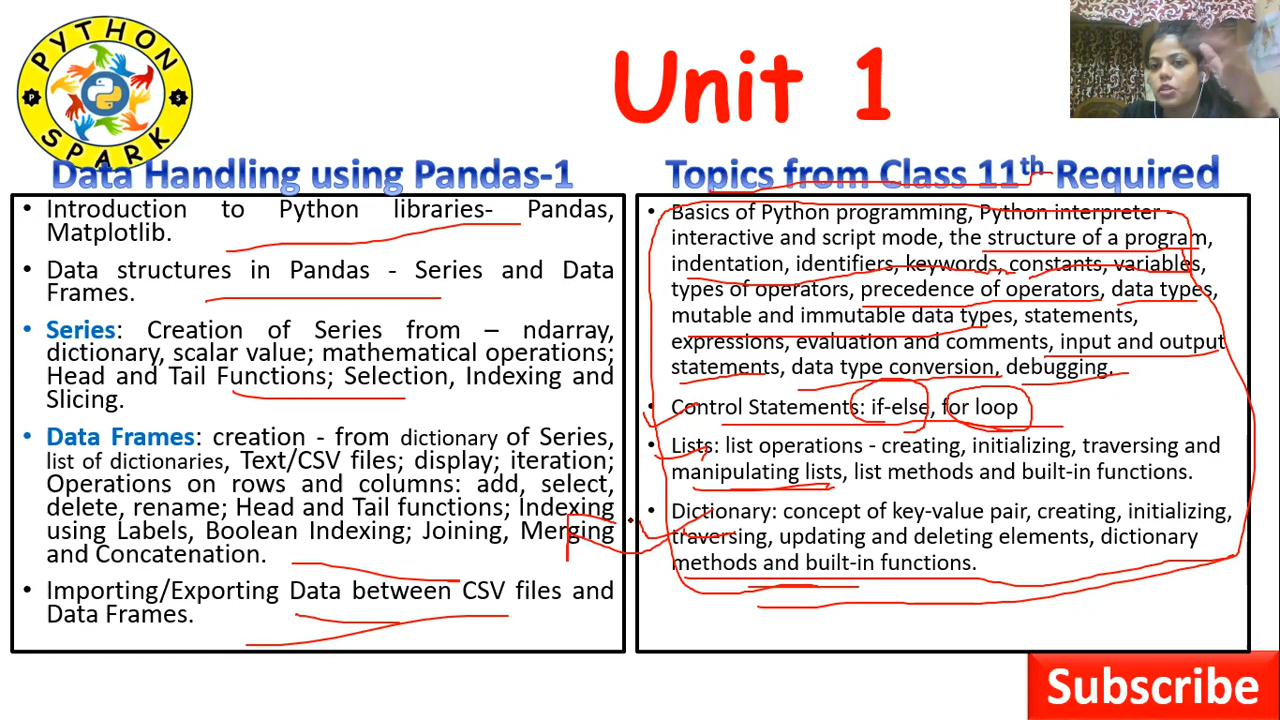 PYTHON
P S
SPARK
Unit 1
Data Handling using Pandas-1
• Introduction to Python libraries- Pandas,
Matplotlib.
• Data structures in Pandas - Series and Data
Frames.
• Series: Creation of Series from – ndarray,
dictionary, scalar value; mathematical operations;
Head and Tail Functions; Selection, Indexing and
Slicing.
• Data Frames: creation - from dictionary of Series,
list of dictionaries, Text/CSV files; display; iteration;
Operations on rows and columns: add, select,
delete, rename; Head and Tail functions; Indexing
using Labels, Boolean Indexing; Joining, Merging
and Concatenation.
• Importing/Exporting Data between CSV files and
Data Frames.
Topics from Class 11th Required
• Basics of Python programming, Python interpreter -
interactive and script mode, the structure of a program,
indentation, identifiers, keywords, constants, variables,
types of operators, precedence of operators, data types,
mutable and immutable data types, statements,
expressions, evaluation and comments, input and output
statements, data type conversion, debugging.
• Control Statements: if-else, for loop
• Lists: list operations - creating, initializing, traversing and
manipulating lists, list methods and built-in functions.
• Dictionary: concept of key-value pair, creating, initializing,
traversing, updating and deleting elements, dictionary
methods and built-in functions.
Subscribe